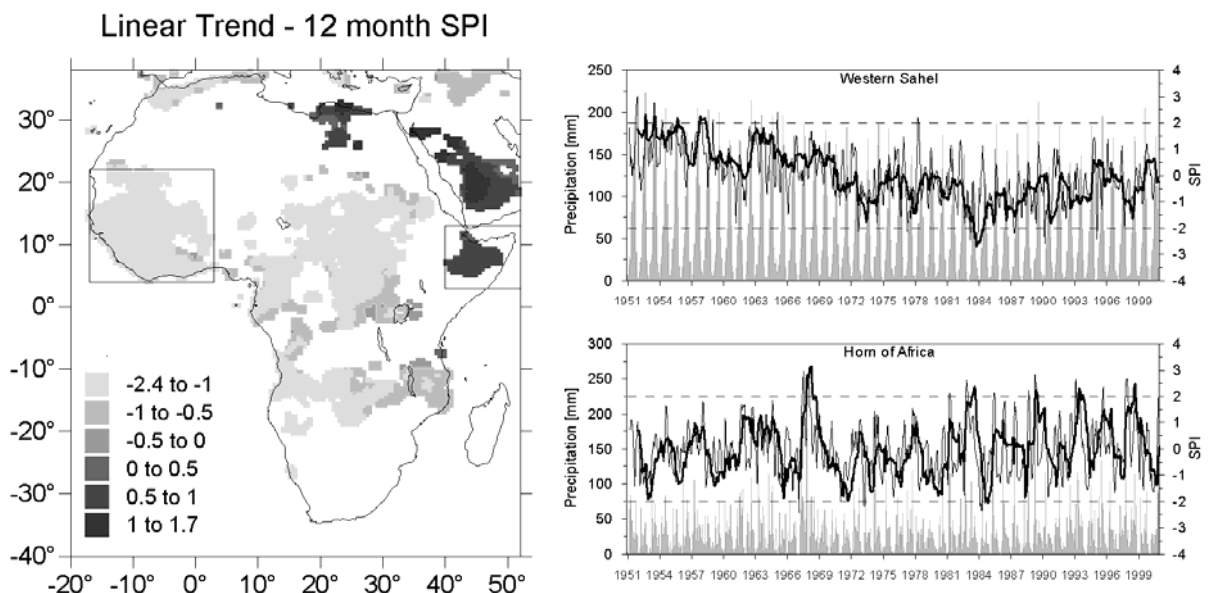 Linear Trend - 12 month SPI
30°
20°
10°
0°
-10°
-20°
-30°
-40°
-20° -10° 0° 10° 20° 30° 40° 50°
-2.4 to -1
-1 to -0.5
-0.5 to 0
0 to 0.5
0.5 to 1
1 to 1.7
Western Sahel
Precipitation [mm]
250
200
150
100
50
0
SPI
4
3
2
1
0
-1
-2
-3
-4
1951 1954 1957 1960 1963 1966 1969 1972 1975 1978 1981 1984 1987 1990 1993 1996 1999
Horn of Africa
Precipitation [mm]
300
250
200
150
100
50
0
SPI
4
3
2
1
0
-1
-2
-3
-4
1951 1954 1957 1960 1963 1966 1969 1972 1975 1978 1981 1984 1987 1990 1993 1996 1999